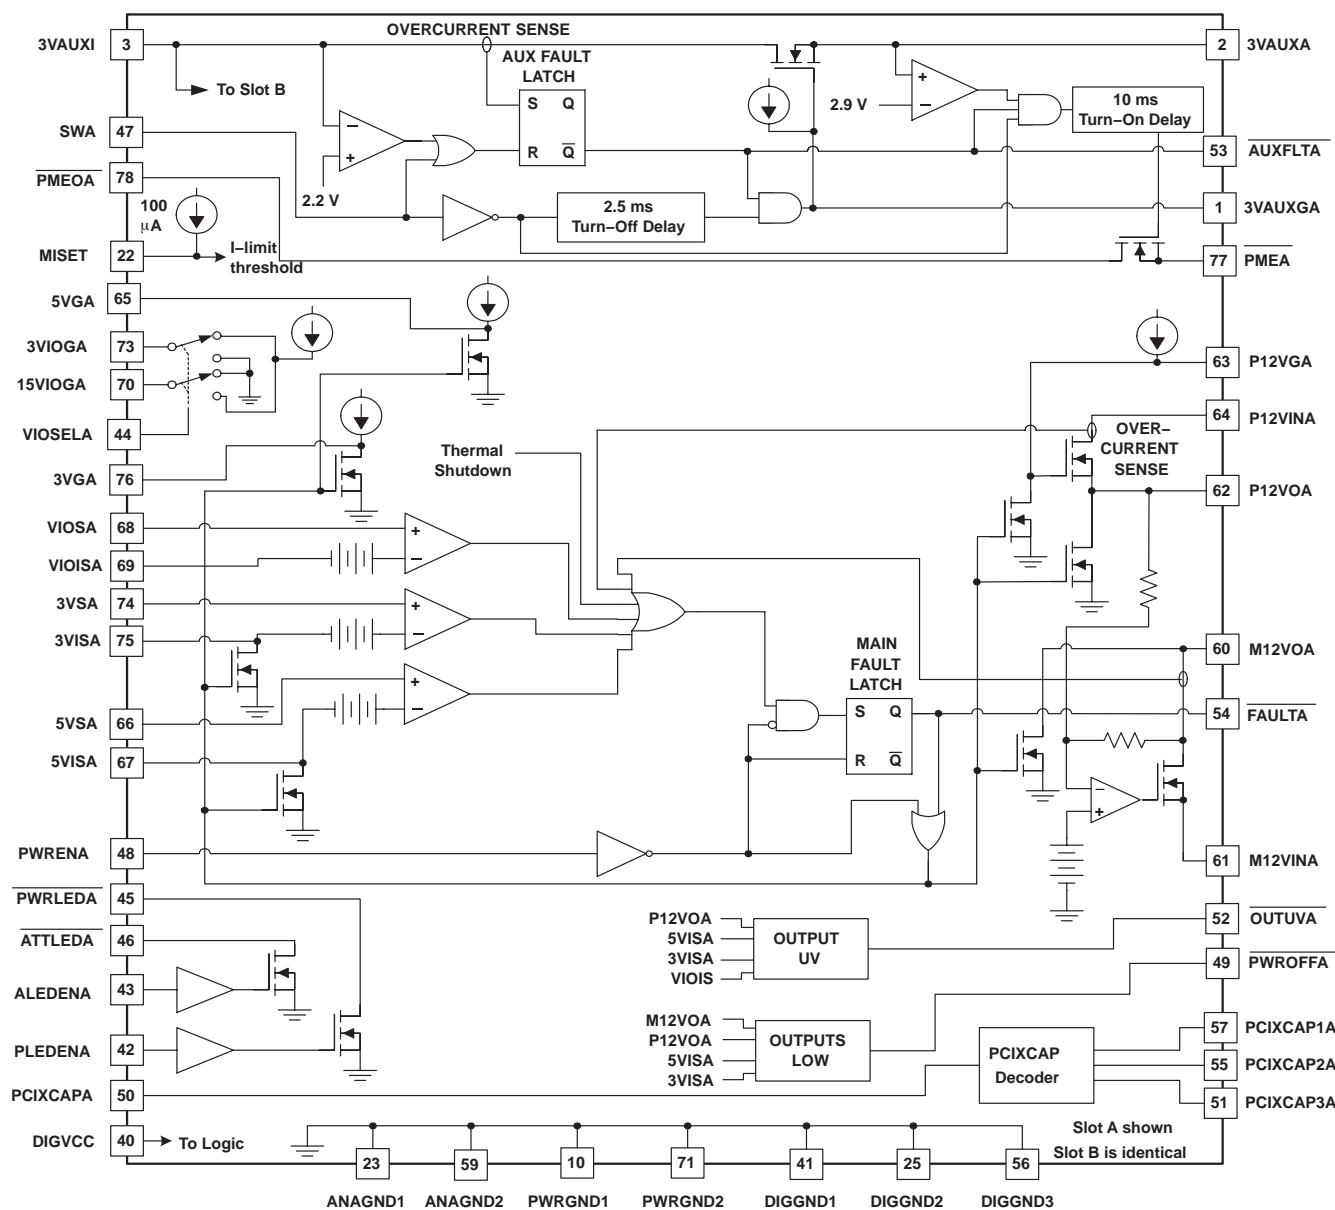 3VAUXI
3
OVERCURRENT SENSE
2
3VAUXA
To Slot B
AUX FAULT
LATCH
S
Q
R
Q
+
−
2.9 V
10 ms
Turn−On Delay
SWA
47
−
+
2.2 V
53
AUXFLTA
PMEOA
78
2.5 ms
Turn−Off Delay
1
3VAUXGA
100
μA
MISET
22
I−limit
threshold
77
PMEA
5VGA
65
3VIOGA
73
63
P12VGA
15VIOGA
70
64
P12VINA
VIOSELA
44
OVER−
CURRENT
SENSE
Thermal
Shutdown
3VGA
76
62
P12VOA
VIOSA
68
+
−
VIOISA
69
3VSA
74
+
−
3VISA
75
MAIN
FAULT
LATCH
60
M12VOA
5VSA
66
+
−
S
Q
R
Q
54
FAULTA
5VISA
67
−
+
PWRENA
48
61
M12VINA
PWRLEDA
45
P12VOA
5VISA
3VISA
VIOIS
OUTPUT
UV
52
OUTUVA
ATTLEDA
46
49
PWROFFA
ALEDENA
43
M12VOA
P12VOA
5VISA
3VISA
OUTPUTS
LOW
57
PCIXCAP1A
PLEDENA
42
PCIXCAP
Decoder
55
PCIXCAP2A
PCIXCAPA
50
51
PCIXCAP3A
DIGVCC
40
To Logic
Slot A shown
Slot B is identical
23
59
10
71
41
25
56
ANAGND1
ANAGND2
PWRGND1
PWRGND2
DIGGND1
DIGGND2
DIGGND3